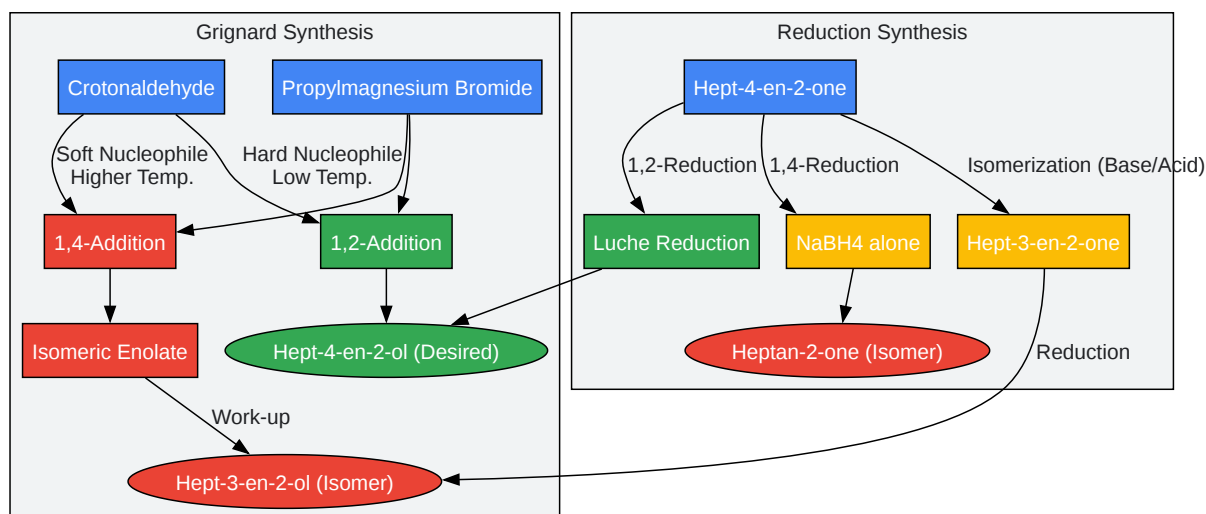 Grignard Synthesis
Reduction Synthesis
Crotonaldehyde
Propylmagnesium Bromide
Hept-4-en-2-one
Soft Nucleophile
Higher Temp.
Hard Nucleophile
Low Temp.
1,2-Reduction
1,4-Reduction
Isomerization (Base/Acid)
1,4-Addition
1,2-Addition
Luche Reduction
NaBH4 alone
Hept-3-en-2-one
Isomeric Enolate
Hept-4-en-2-ol (Desired)
Heptan-2-one (Isomer)
Reduction
Work-up
Hept-3-en-2-ol (Isomer)